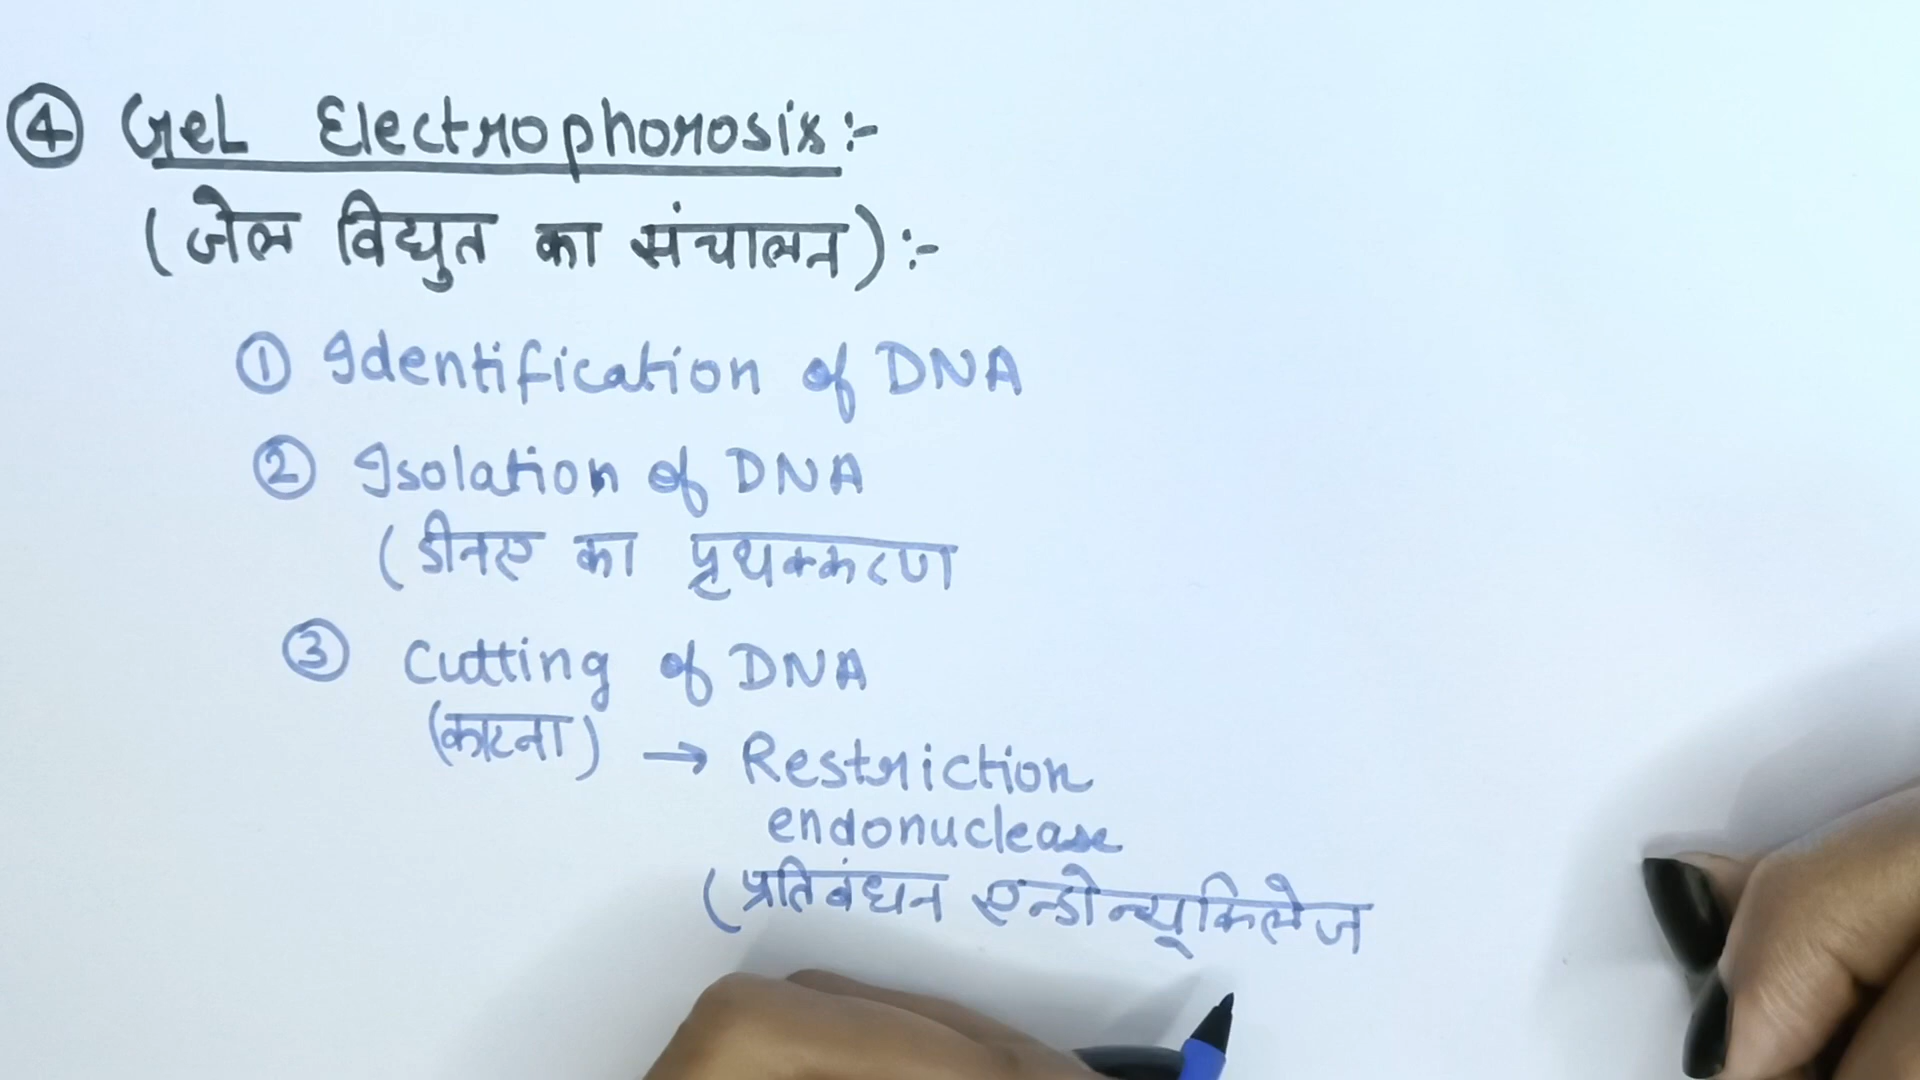 ④ Gel Electrophorosis:-
(जेल विद्युत का संचालन):-
① Identification of DNA
② Isolation of DNA
(डीनए का पृथक्करण
③ Cutting of DNA
(काटना) → Restriction
endonuclease
(प्रतिबंधन एन्डोन्यूकिलेज